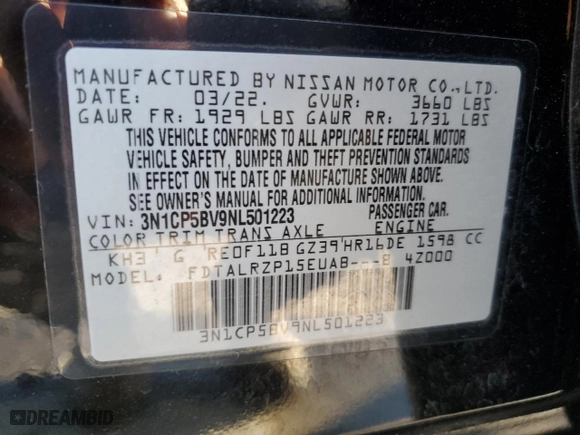 MANUFACTURED BY NISSAN MOTOR CO.,LTD.
DATE: 03/22. GVWR: 3660 LBS
GAWR FR: 1929 LBS GAWR RR: 1731 LBS
THIS VEHICLE CONFORMS TO ALL APPLICABLE FEDERAL MOTOR
VEHICLE SAFETY, BUMPER AND THEFT PREVENTION STANDARDS
IN EFFECT ON THE DATE OF MANUFACTURE SHOWN ABOVE.
SEE OWNER'S MANUAL FOR ADDITIONAL INFORMATION.
VIN: 3N1CP5BV9NL501223 PASSENGER CAR.
COLOR TRIM TRANS AXLE ENGINE
KH3 G RE0F11B GZ39 HR16DE 1598 CC
FDTALRZP15EUAB---B 4Z000
3N1CP5BV9NL501223
DREAMBID